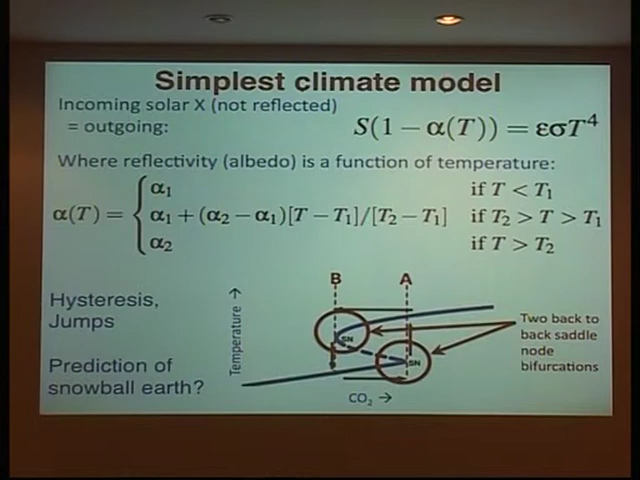 Simplest climate model
Incoming solar X (not reflected)
= outgoing:
S(1 − α(T)) = εσT⁴
Where reflectivity (albedo) is a function of temperature:
α₁ if T < T₁
α(T) = { α₁ + (α₂ − α₁)[T − T₁]/[T₂ − T₁] if T₂ > T > T₁
α₂ if T > T₂
B A
Hysteresis,
Jumps
Prediction of
snowball earth?
Temperature →
SN
SN
CO₂ →
Two back to
back saddle
node
bifurcations